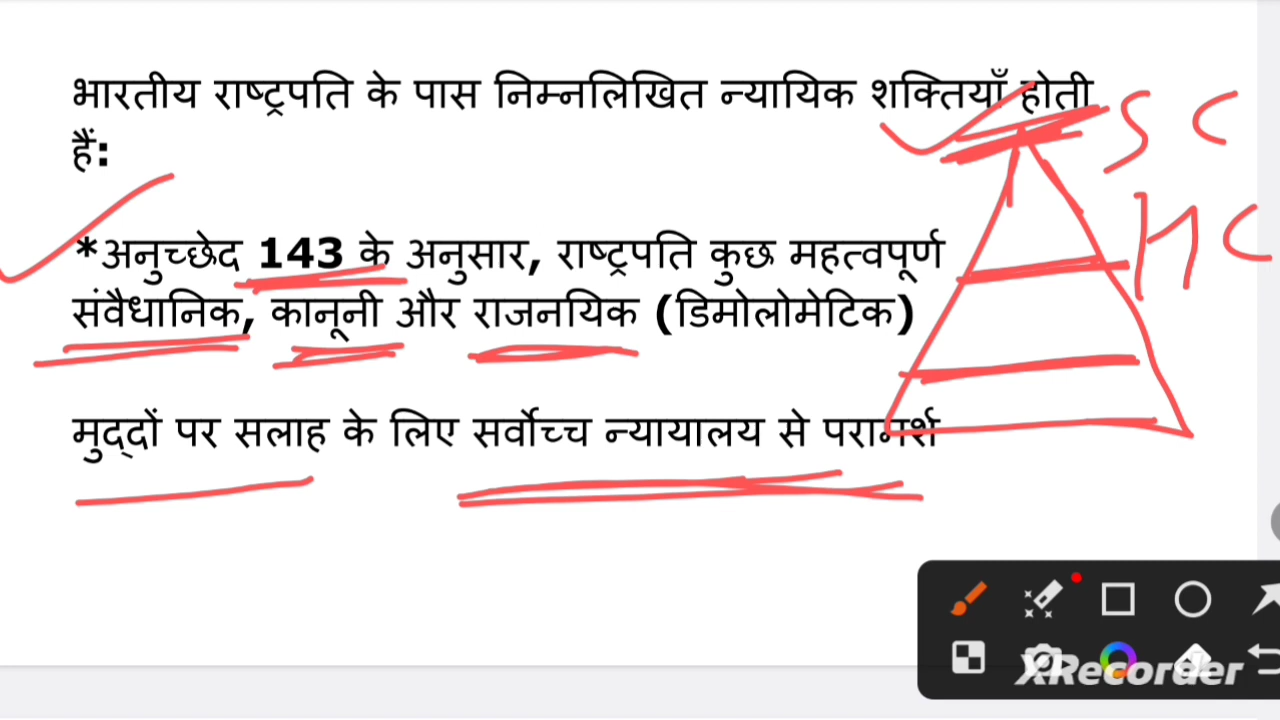 भारतीय राष्ट्रपति के पास निम्नलिखित न्यायिक शक्तियाँ होती
हैं:
SC
HC
*अनुच्छेद 143 के अनुसार, राष्ट्रपति कुछ महत्वपूर्ण
संवैधानिक, कानूनी और राजनयिक (डिमोलोमेटिक)
मुद्दों पर सलाह के लिए सर्वोच्च न्यायालय से परामर्श
XRecorder